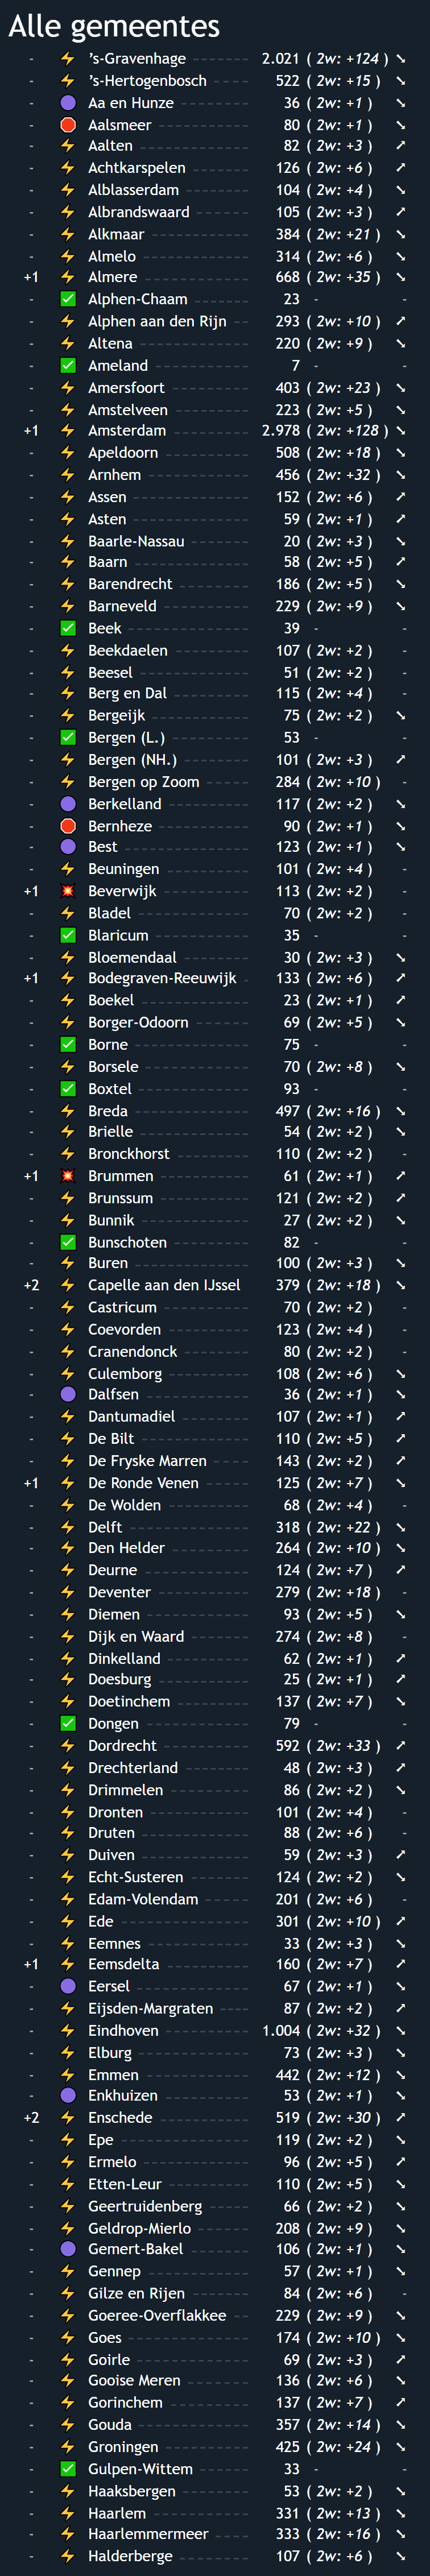 Alle gemeentes
- ’s-Gravenhage 2.021 ( 2w: +124 )
- ’s-Hertogenbosch 522 ( 2w: +15 )
- Aa en Hunze 36 ( 2w: +1 )
- Aalsmeer 80 ( 2w: +1 )
- Aalten 82 ( 2w: +3 )
- Achtkarspelen 126 ( 2w: +6 )
- Alblasserdam 104 ( 2w: +4 )
- Albrandswaard 105 ( 2w: +3 )
- Alkmaar 384 ( 2w: +21 )
- Almelo 314 ( 2w: +6 )
+1 Almere 668 ( 2w: +35 )
- Alphen-Chaam 23 - -
- Alphen aan den Rijn 293 ( 2w: +10 )
- Altena 220 ( 2w: +9 )
- Ameland 7 - -
- Amersfoort 403 ( 2w: +23 )
- Amstelveen 223 ( 2w: +5 )
+1 Amsterdam 2.978 ( 2w: +128 )
- Apeldoorn 508 ( 2w: +18 )
- Arnhem 456 ( 2w: +32 )
- Assen 152 ( 2w: +6 )
- Asten 59 ( 2w: +1 )
- Baarle-Nassau 20 ( 2w: +3 )
- Baarn 58 ( 2w: +5 )
- Barendrecht 186 ( 2w: +5 )
- Barneveld 229 ( 2w: +9 )
- Beek 39 - -
- Beekdaelen 107 ( 2w: +2 ) -
- Beesel 51 ( 2w: +2 ) -
- Berg en Dal 115 ( 2w: +4 ) -
- Bergeijk 75 ( 2w: +2 )
- Bergen (L.) 53 - -
- Bergen (NH.) 101 ( 2w: +3 )
- Bergen op Zoom 284 ( 2w: +10 ) -
- Berkelland 117 ( 2w: +2 )
- Bernheze 90 ( 2w: +1 )
- Best 123 ( 2w: +1 )
- Beuningen 101 ( 2w: +4 ) -
+1 Beverwijk 113 ( 2w: +2 ) -
- Bladel 70 ( 2w: +2 ) -
- Blaricum 35 - -
- Bloemendaal 30 ( 2w: +3 )
+1 Bodegraven-Reeuwijk 133 ( 2w: +6 )
- Boekel 23 ( 2w: +1 )
- Borger-Odoorn 69 ( 2w: +5 )
- Borne 75 - -
- Borsele 70 ( 2w: +8 )
- Boxtel 93 - -
- Breda 497 ( 2w: +16 )
- Brielle 54 ( 2w: +2 )
- Bronckhorst 110 ( 2w: +2 ) -
+1 Brummen 61 ( 2w: +1 )
- Brunssum 121 ( 2w: +2 )
- Bunnik 27 ( 2w: +2 )
- Bunschoten 82 - -
- Buren 100 ( 2w: +3 )
+2 Capelle aan den IJssel 379 ( 2w: +18 )
- Castricum 70 ( 2w: +2 ) -
- Coevorden 123 ( 2w: +4 ) -
- Cranendonck 80 ( 2w: +2 ) -
- Culemborg 108 ( 2w: +6 )
- Dalfsen 36 ( 2w: +1 )
- Dantumadiel 107 ( 2w: +1 )
- De Bilt 110 ( 2w: +5 )
- De Fryske Marren 143 ( 2w: +2 )
+1 De Ronde Venen 125 ( 2w: +7 )
- De Wolden 68 ( 2w: +4 ) -
- Delft 318 ( 2w: +22 )
- Den Helder 264 ( 2w: +10 )
- Deurne 124 ( 2w: +7 )
- Deventer 279 ( 2w: +18 ) -
- Diemen 93 ( 2w: +5 )
- Dijk en Waard 274 ( 2w: +8 ) -
- Dinkelland 62 ( 2w: +1 )
- Doesburg 25 ( 2w: +1 )
- Doetinchem 137 ( 2w: +7 )
- Dongen 79 - -
- Dordrecht 592 ( 2w: +33 )
- Drechterland 48 ( 2w: +3 )
- Drimmelen 86 ( 2w: +2 )
- Dronten 101 ( 2w: +4 ) -
- Druten 88 ( 2w: +6 ) -
- Duiven 59 ( 2w: +3 )
- Echt-Susteren 124 ( 2w: +2 )
- Edam-Volendam 201 ( 2w: +6 ) -
- Ede 301 ( 2w: +10 )
- Eemnes 33 ( 2w: +3 )
+1 Eemsdelta 160 ( 2w: +7 )
- Eersel 67 ( 2w: +1 )
- Eijsden-Margraten 87 ( 2w: +2 )
- Eindhoven 1.004 ( 2w: +32 )
- Elburg 73 ( 2w: +3 )
- Emmen 442 ( 2w: +12 )
- Enkhuizen 53 ( 2w: +1 )
+2 Enschede 519 ( 2w: +30 )
- Epe 119 ( 2w: +2 )
- Ermelo 96 ( 2w: +5 )
- Etten-Leur 110 ( 2w: +5 )
- Geertruidenberg 66 ( 2w: +2 )
- Geldrop-Mierlo 208 ( 2w: +9 )
- Gemert-Bakel 106 ( 2w: +1 )
- Gennep 57 ( 2w: +1 )
- Gilze en Rijen 84 ( 2w: +6 ) -
- Goeree-Overflakkee 229 ( 2w: +9 )
- Goes 174 ( 2w: +10 )
- Goirle 69 ( 2w: +3 )
- Gooise Meren 136 ( 2w: +6 )
- Gorinchem 137 ( 2w: +7 )
- Gouda 357 ( 2w: +14 )
- Groningen 425 ( 2w: +24 )
- Gulpen-Wittem 33 - -
- Haaksbergen 53 ( 2w: +2 )
- Haarlem 331 ( 2w: +13 )
- Haarlemmermeer 333 ( 2w: +16 )
- Halderberge 107 ( 2w: +6 )